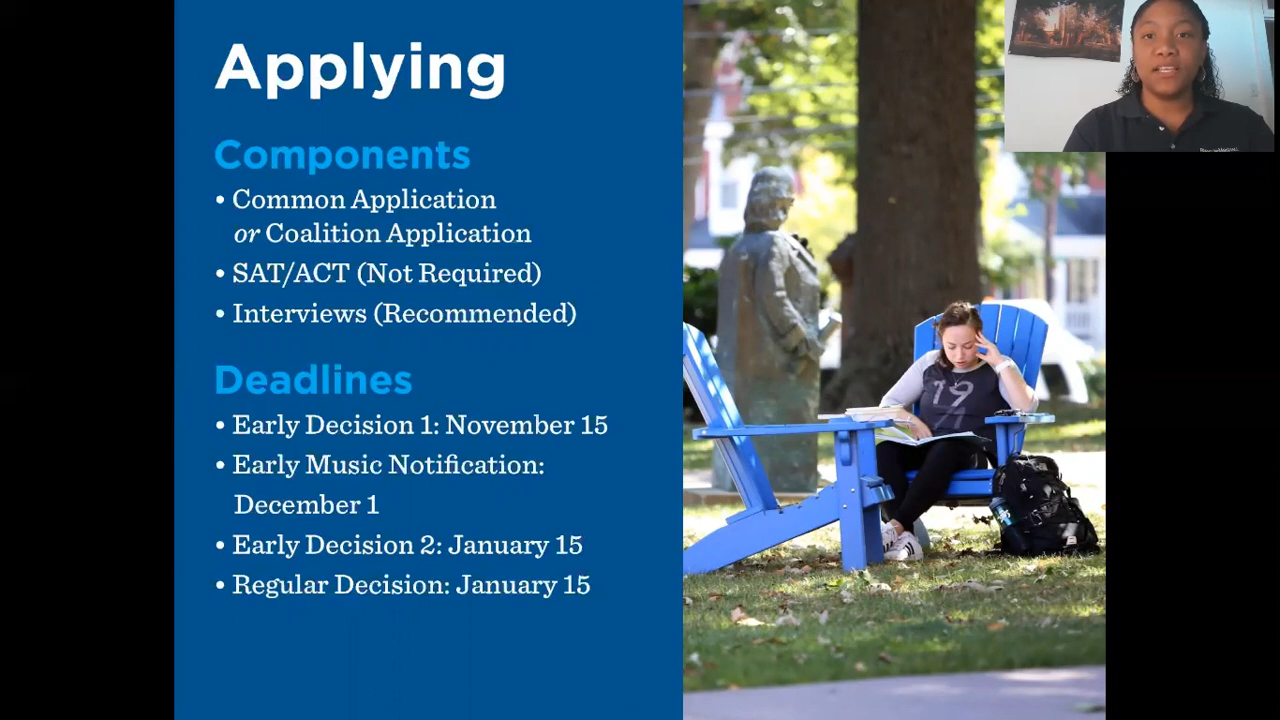 Applying
Components
• Common Application
or Coalition Application
• SAT/ACT (Not Required)
• Interviews (Recommended)
Deadlines
• Early Decision 1: November 15
• Early Music Notification:
December 1
• Early Decision 2: January 15
• Regular Decision: January 15
19